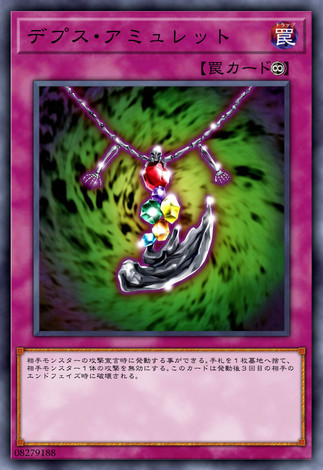 デプス・アミュレット
トラップ
罠
【罠カード】
相手モンスターの攻撃宣言時に発動する事ができる。手札を１枚墓地へ捨て、
相手モンスター１体の攻撃を無効にする。このカードは発動後３回目の相手の
エンドフェイズ時に破壊される。
08279188